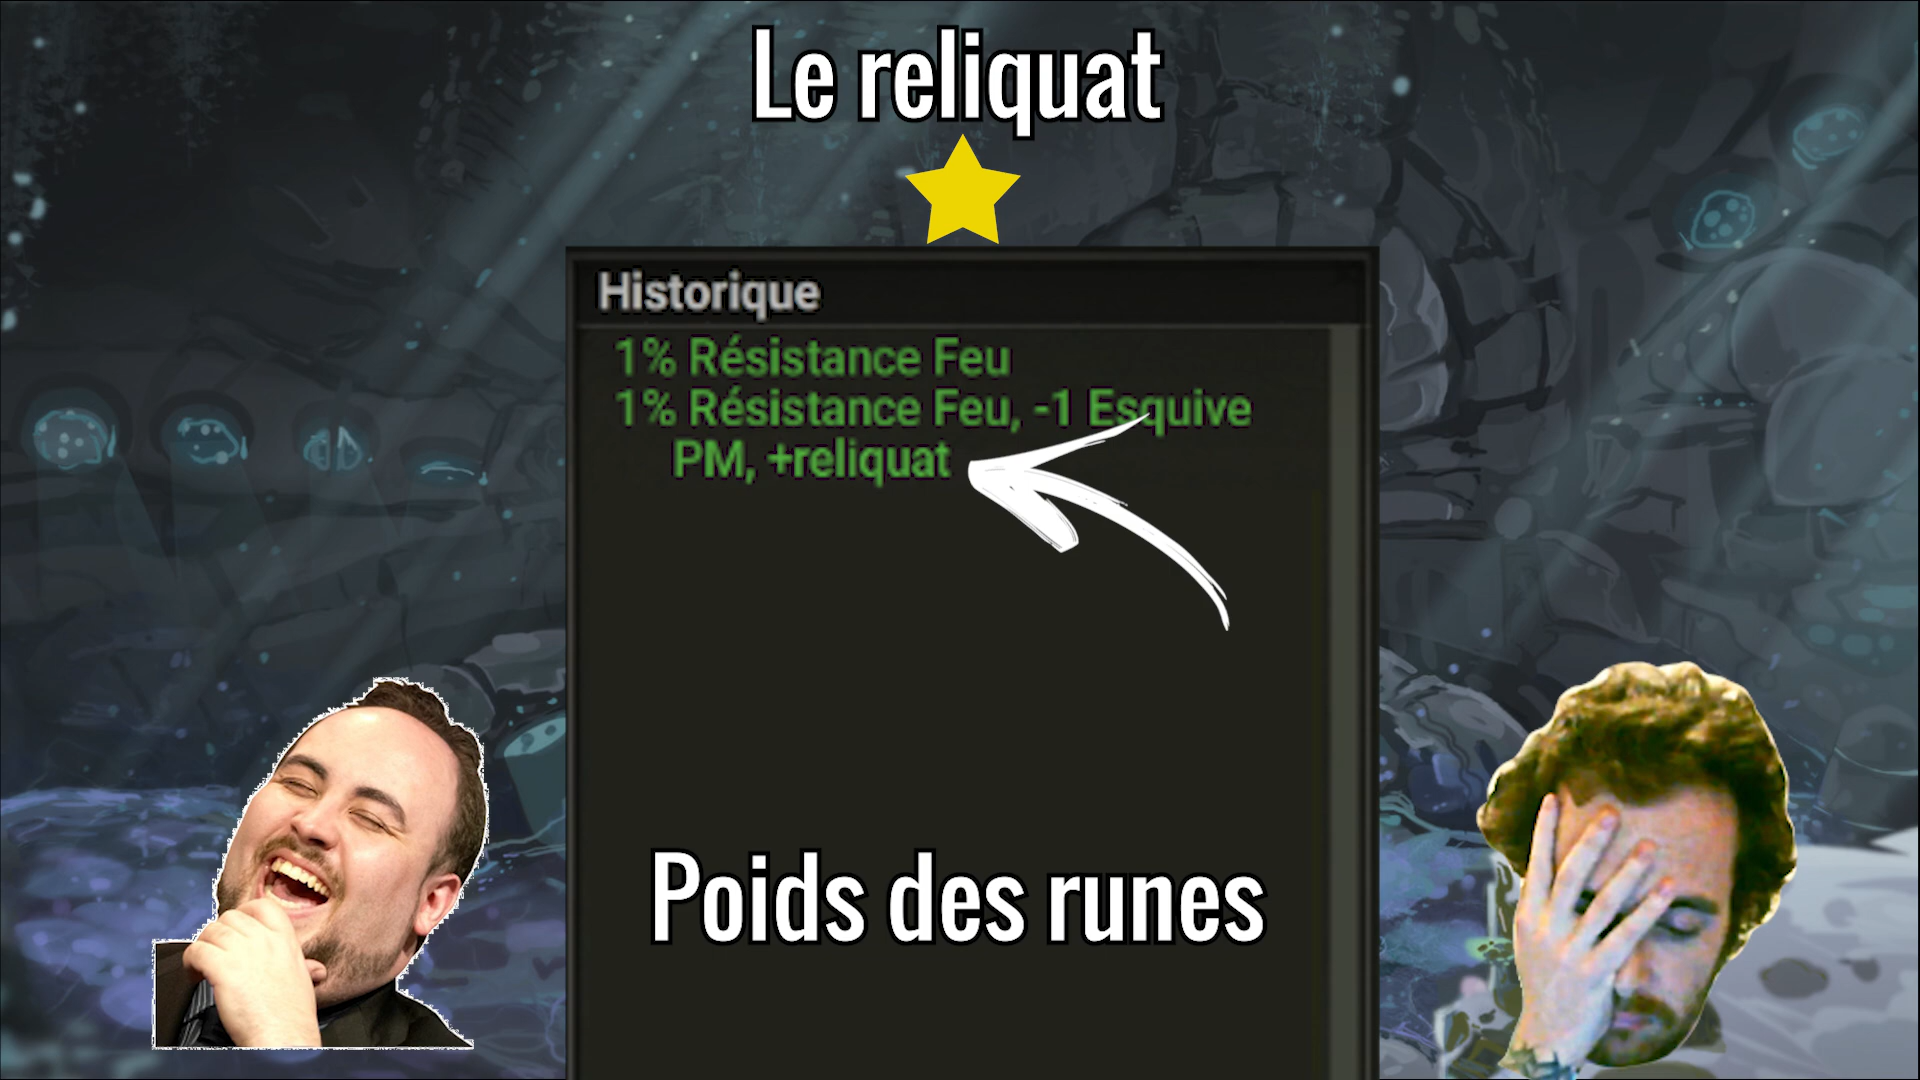 Le reliquat
Historique
1% Résistance Feu
1% Résistance Feu, -1 Esquive
PM, +reliquat
Poids des runes